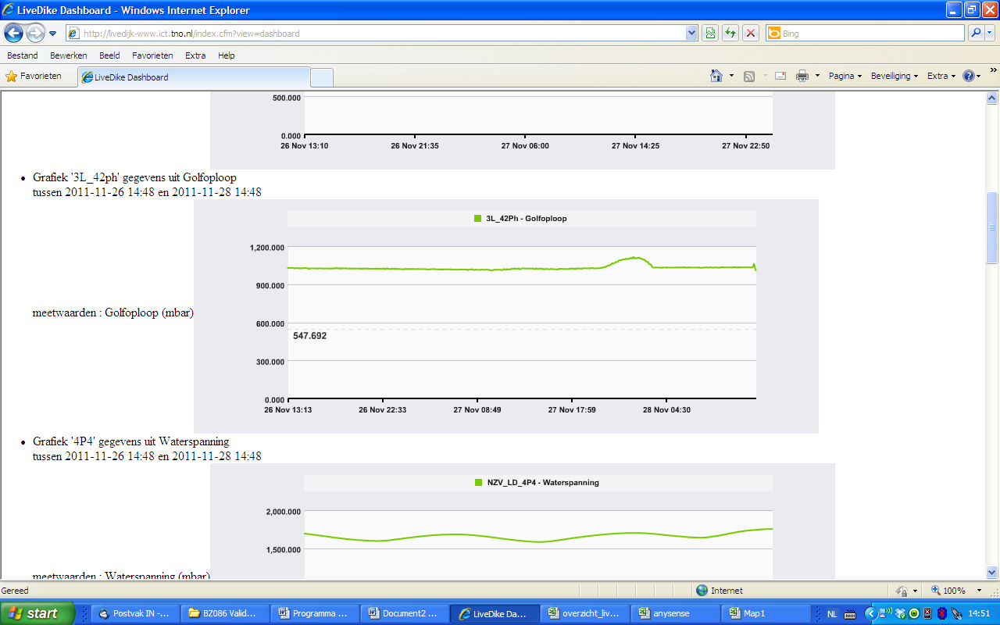 LiveDike Dashboard - Windows Internet Explorer
http://livedijk-www.ict.tno.nl/index.cfm?view=dashboard
Bing
Bestand Bewerken Beeld Favorieten Extra Help
Favorieten LiveDike Dashboard Pagina Beveiliging Extra
500.000
0.000
26 Nov 13:10 26 Nov 21:35 27 Nov 06:00 27 Nov 14:25 27 Nov 22:50
• Grafiek '3L_42ph' gegevens uit Golfoploop
tussen 2011-11-26 14:48 en 2011-11-28 14:48
3L_42Ph - Golfoploop
1,200.000
900.000
meetwaarden : Golfoploop (mbar)
600.000
547.692
300.000
0.000
26 Nov 13:13 26 Nov 22:33 27 Nov 08:49 27 Nov 17:59 28 Nov 04:30
• Grafiek '4P4' gegevens uit Waterspanning
tussen 2011-11-26 14:48 en 2011-11-28 14:48
NZV_LD_4P4 - Waterspanning
2,000.000
1,500.000
meetwaarden : Waterspanning (mbar)
Gereed Internet 100%
start Postvak IN -... BZ086 Valid... Programma ... Document2 ... LiveDike Da... overzicht_liv... anysense Map1 NL 14:51